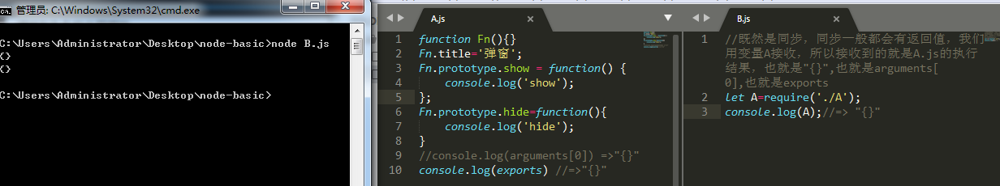 管理员: C:\Windows\System32\cmd.exe
C:\Users\Administrator\Desktop\node-basic>node B.js
{}
{}
C:\Users\Administrator\Desktop\node-basic>
A.js
1 function Fn(){}
2 Fn.title='弹窗';
3 Fn.prototype.show = function() {
4 console.log('show');
5 };
6 Fn.prototype.hide=function(){
7 console.log('hide');
8 }
9 //console.log(arguments[0]) =>"{}"
10 console.log(exports) //=>"{}"
B.js
1 //既然是同步，同步一般都会有返回值，我们
用变量A接收，所以接收到的就是A.js的执行
结果，也就是"{}",也就是arguments[
0],也就是exports
2 let A=require('./A');
3 console.log(A);//=> "{}"